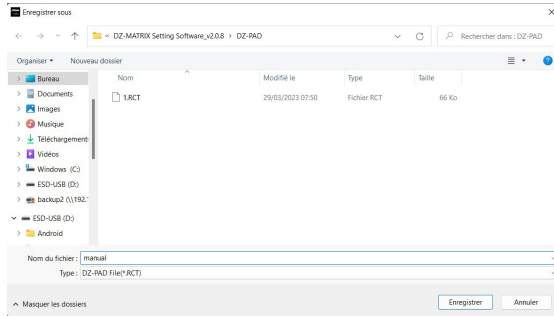 Enregistrer sous
« DZ-MATRIX Setting Software_v2.0.8 > DZ-PAD
Rechercher dans : DZ-PAD
Organiser
Nouveau dossier
Nom Modifié le Type Taille
1.RCT 29/03/2023 07:50 Fichier RCT 66 Ko
Bureau
Documents
Images
Musique
Téléchargement
Vidéos
Windows (C:)
ESD-USB (D:)
backup2 (\\192.
ESD-USB (D:)
Android
Nom du fichier : manual
Type : DZ-PAD File(*.RCT)
Masquer les dossiers
Enregistrer
Annuler